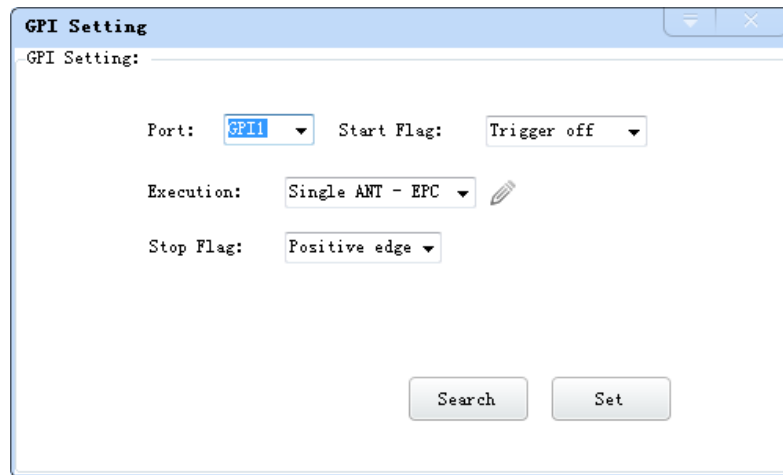 GPI Setting
GPI Setting:
Port: GPI1 Start Flag: Trigger off
Execution: Single ANT - EPC
Stop Flag: Positive edge
Search Set